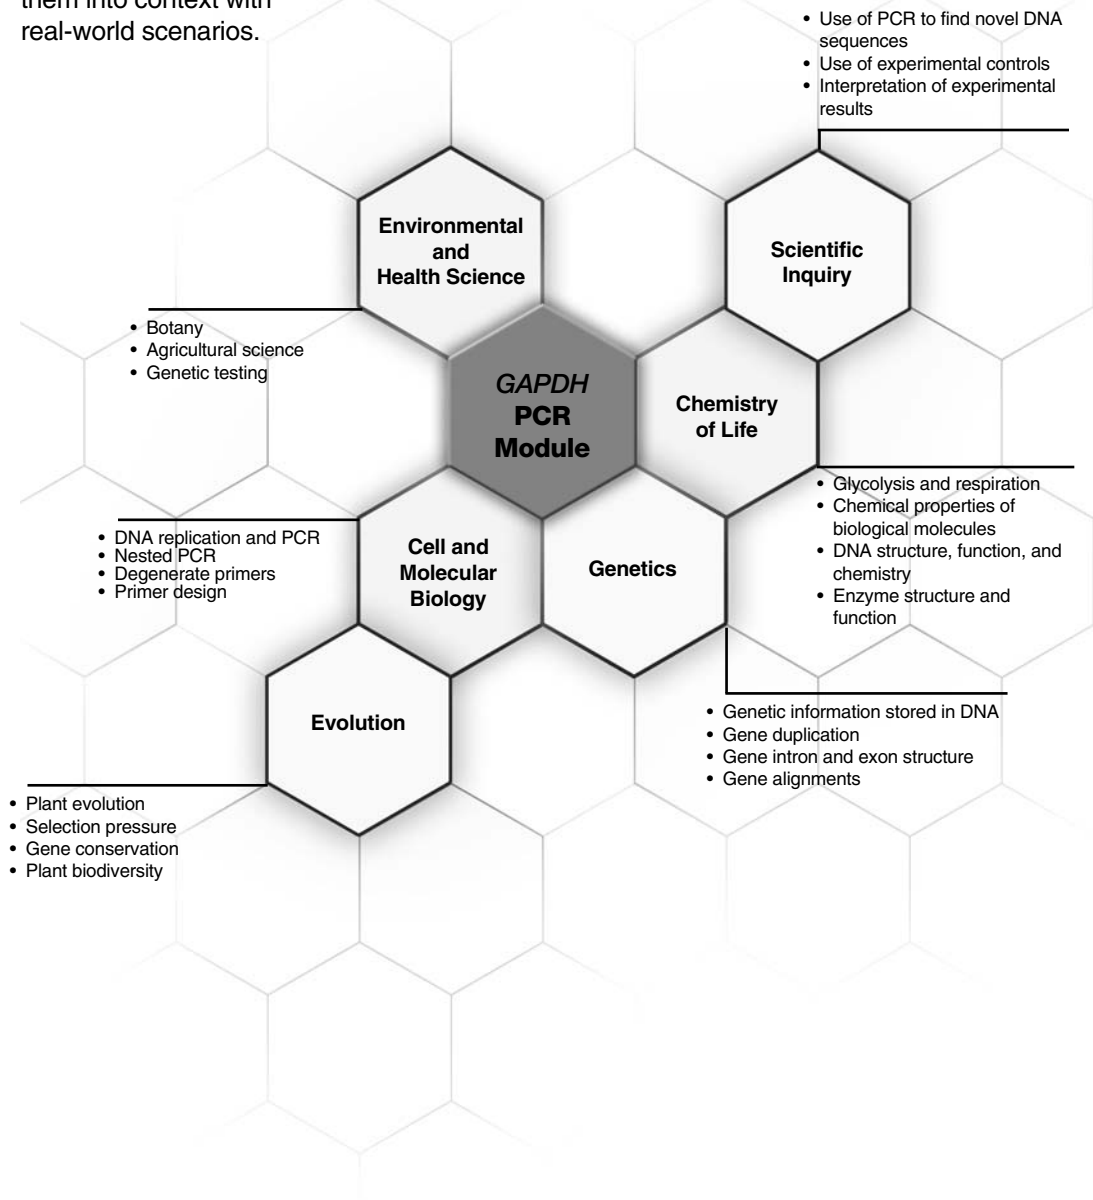 them into context with
real-world scenarios.
• Use of PCR to find novel DNA
sequences
• Use of experimental controls
• Interpretation of experimental
results
Environmental
and
Health Science
Scientific
Inquiry
• Botany
• Agricultural science
• Genetic testing
GAPDH
PCR
Module
Chemistry
of Life
• Glycolysis and respiration
• Chemical properties of
biological molecules
• DNA structure, function, and
chemistry
• Enzyme structure and
function
• DNA replication and PCR
• Nested PCR
• Degenerate primers
• Primer design
Cell and
Molecular
Biology
Genetics
• Genetic information stored in DNA
• Gene duplication
• Gene intron and exon structure
• Gene alignments
Evolution
• Plant evolution
• Selection pressure
• Gene conservation
• Plant biodiversity